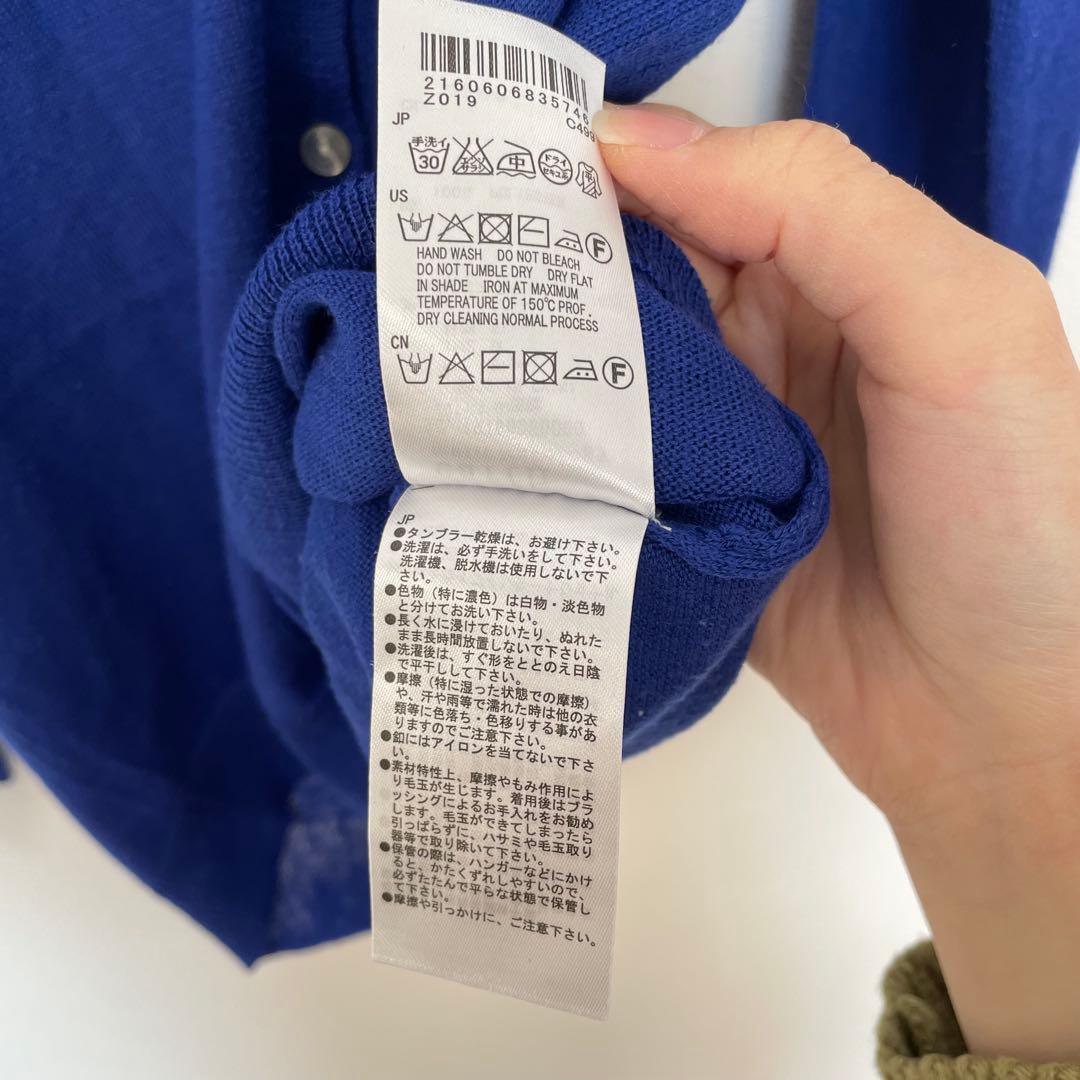 2160606835746
Z019
C499
JP
手洗イ
30
エンソ
サラシ
中
ドライ
セキユ系
平
US
F
HAND WASH DO NOT BLEACH
DO NOT TUMBLE DRY DRY FLAT
IN SHADE IRON AT MAXIMUM
TEMPERATURE OF 150℃ PROF.
DRY CLEANING NORMAL PROCESS
CN
F
JP
●タンブラー乾燥は、お避け下さい。
●洗濯は、必ず手洗いをして下さい。
洗濯機、脱水機は使用しないで下
さい。
●色物（特に濃色）は白物・淡色物
と分けてお洗い下さい。
●長く水に浸けておいたり、ぬれた
まま長時間放置しないで下さい。
●洗濯後は、すぐ形をととのえ日陰
で平干しして下さい。
●摩擦（特に湿った状態での摩擦）
や、汗や雨等で濡れた時は他の衣
類等に色落ち・色移りする事があ
りますのでご注意下さい。
●釦にはアイロンを当てないで下さ
い。
●素材特性上、摩擦やもみ作用によ
り毛玉が生じます。着用後はブラ
ッシングによるお手入れをお勧め
します。毛玉ができてしまったら
引っぱらずに、ハサミや毛玉取り
器等で取り除いて下さい。
●保管の際は、ハンガーなどにかけ
ると、かたくずれしやすいので、
必ずたたんで平らな状態で保管し
て下さい。
●摩擦や引っかけに、ご注意下さい。